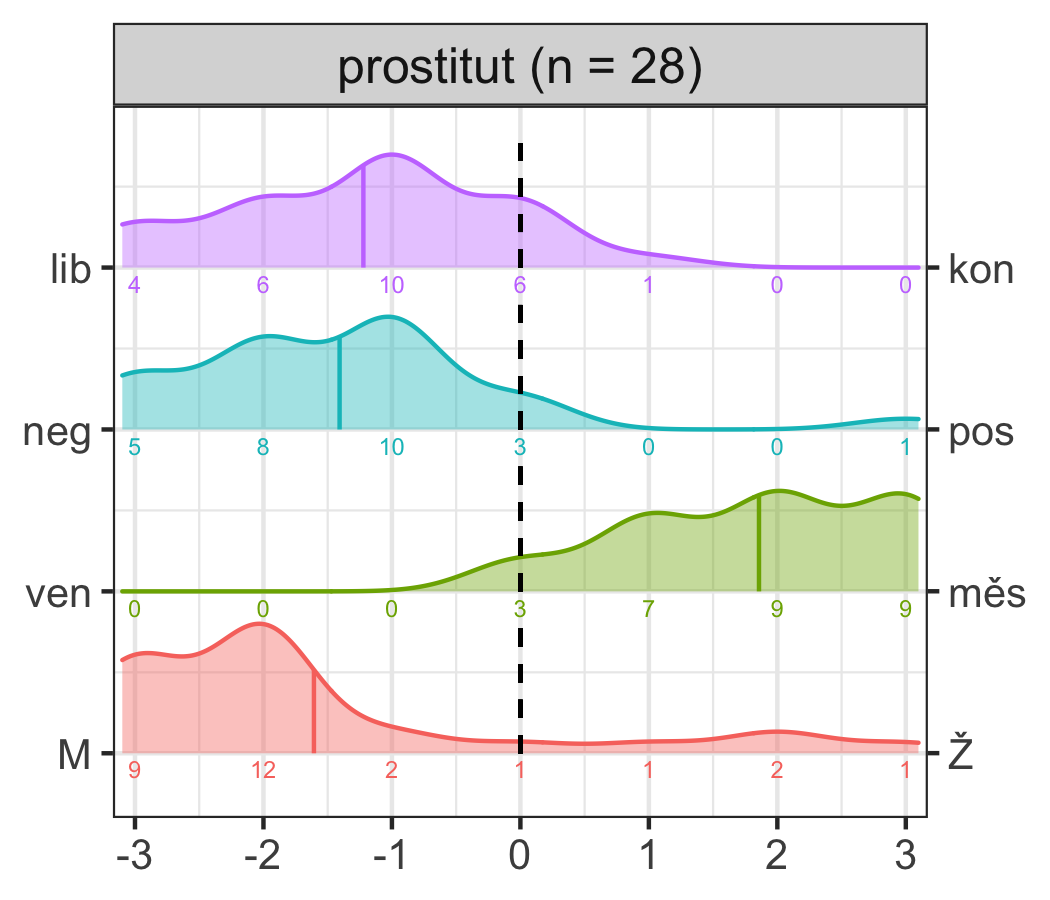 prostitut (n = 28)
lib kon
4 6 10 6 1 0 0
neg pos
5 8 10 3 0 0 1
ven měs
0 0 0 3 7 9 9
M Ž
9 12 2 1 1 2 1
-3 -2 -1 0 1 2 3